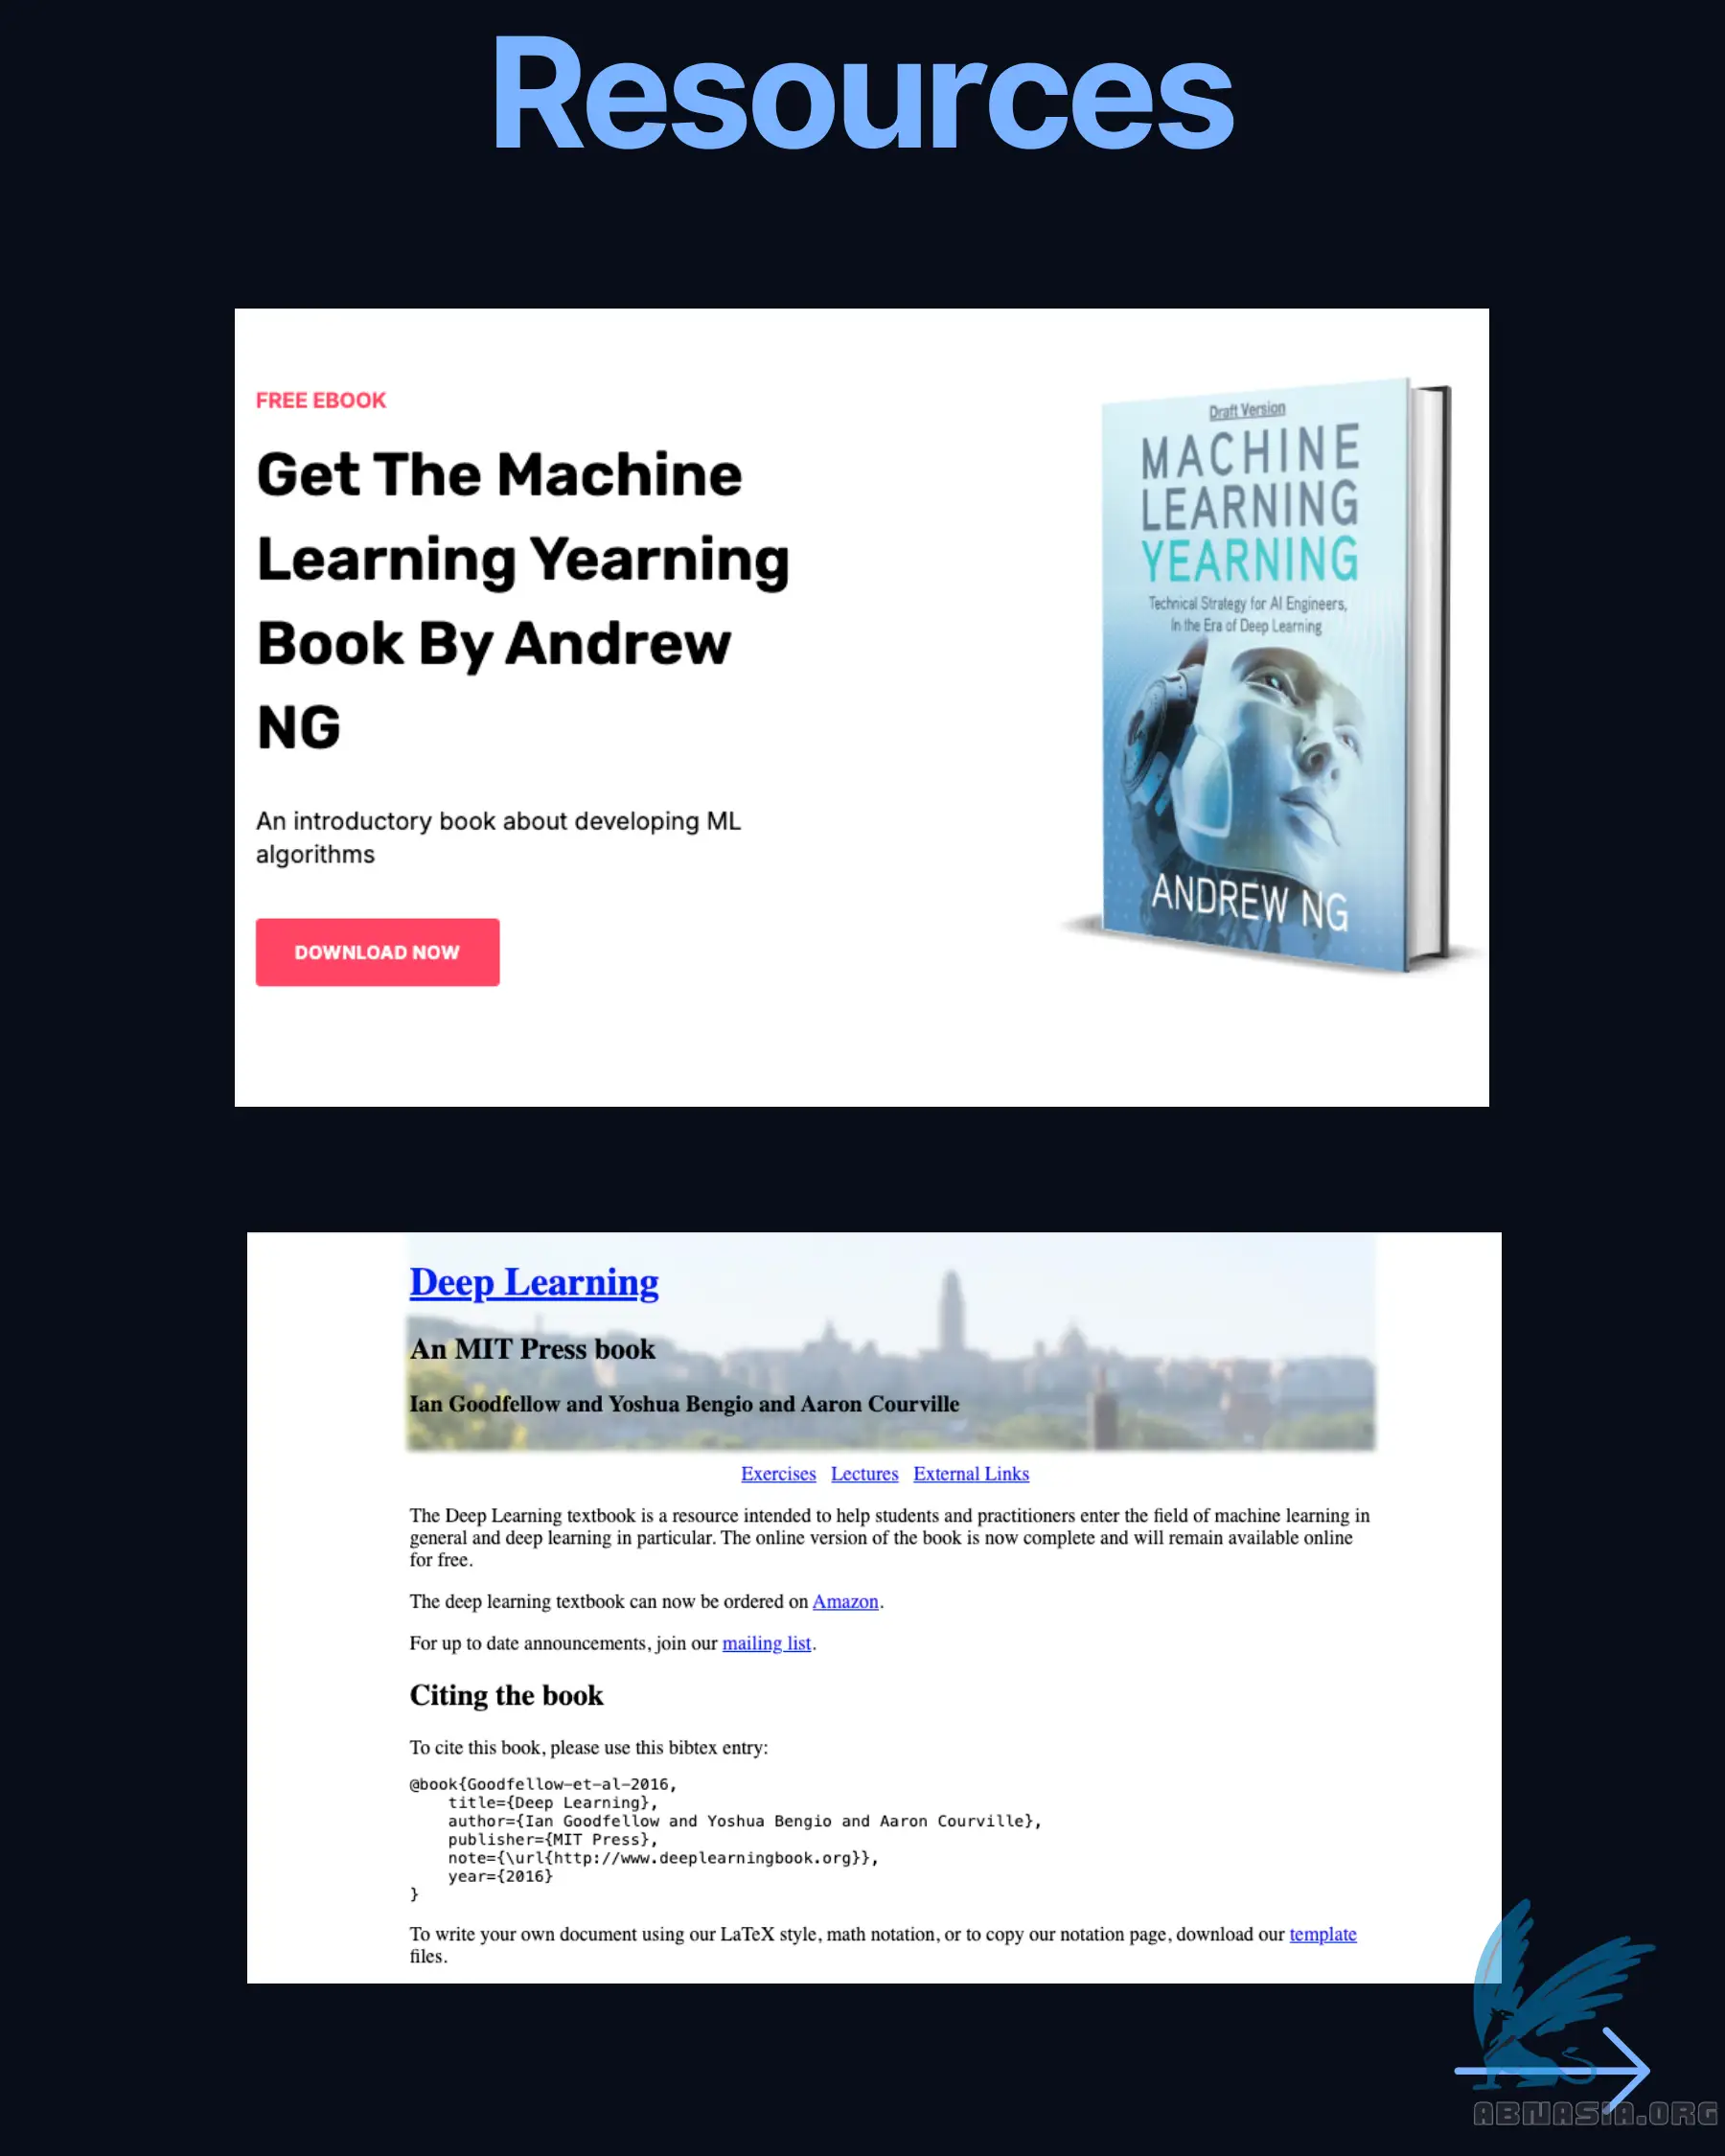 Resources
FREE EBOOK
Get The Machine
Learning Yearning
Book By Andrew
NG
An introductory book about developing ML
algorithms
DOWNLOAD NOW
Draft Version
MACHINE
LEARNING
YEARNING
Technical Strategy for AI Engineers,
In the Era of Deep Learning
ANDREW NG
Deep Learning
An MIT Press book
Ian Goodfellow and Yoshua Bengio and Aaron Courville
Exercises Lectures External Links
The Deep Learning textbook is a resource intended to help students and practitioners enter the field of machine learning in
general and deep learning in particular. The online version of the book is now complete and will remain available online
for free.
The deep learning textbook can now be ordered on Amazon.
For up to date announcements, join our mailing list.
Citing the book
To cite this book, please use this bibtex entry:
@book{Goodfellow-et-al-2016,
    title={Deep Learning},
    author={Ian Goodfellow and Yoshua Bengio and Aaron Courville},
    publisher={MIT Press},
    note={\url{http://www.deeplearningbook.org}},
    year={2016}
}
To write your own document using our LaTeX style, math notation, or to copy our notation page, download our template
files.
ABNASIA.ORG